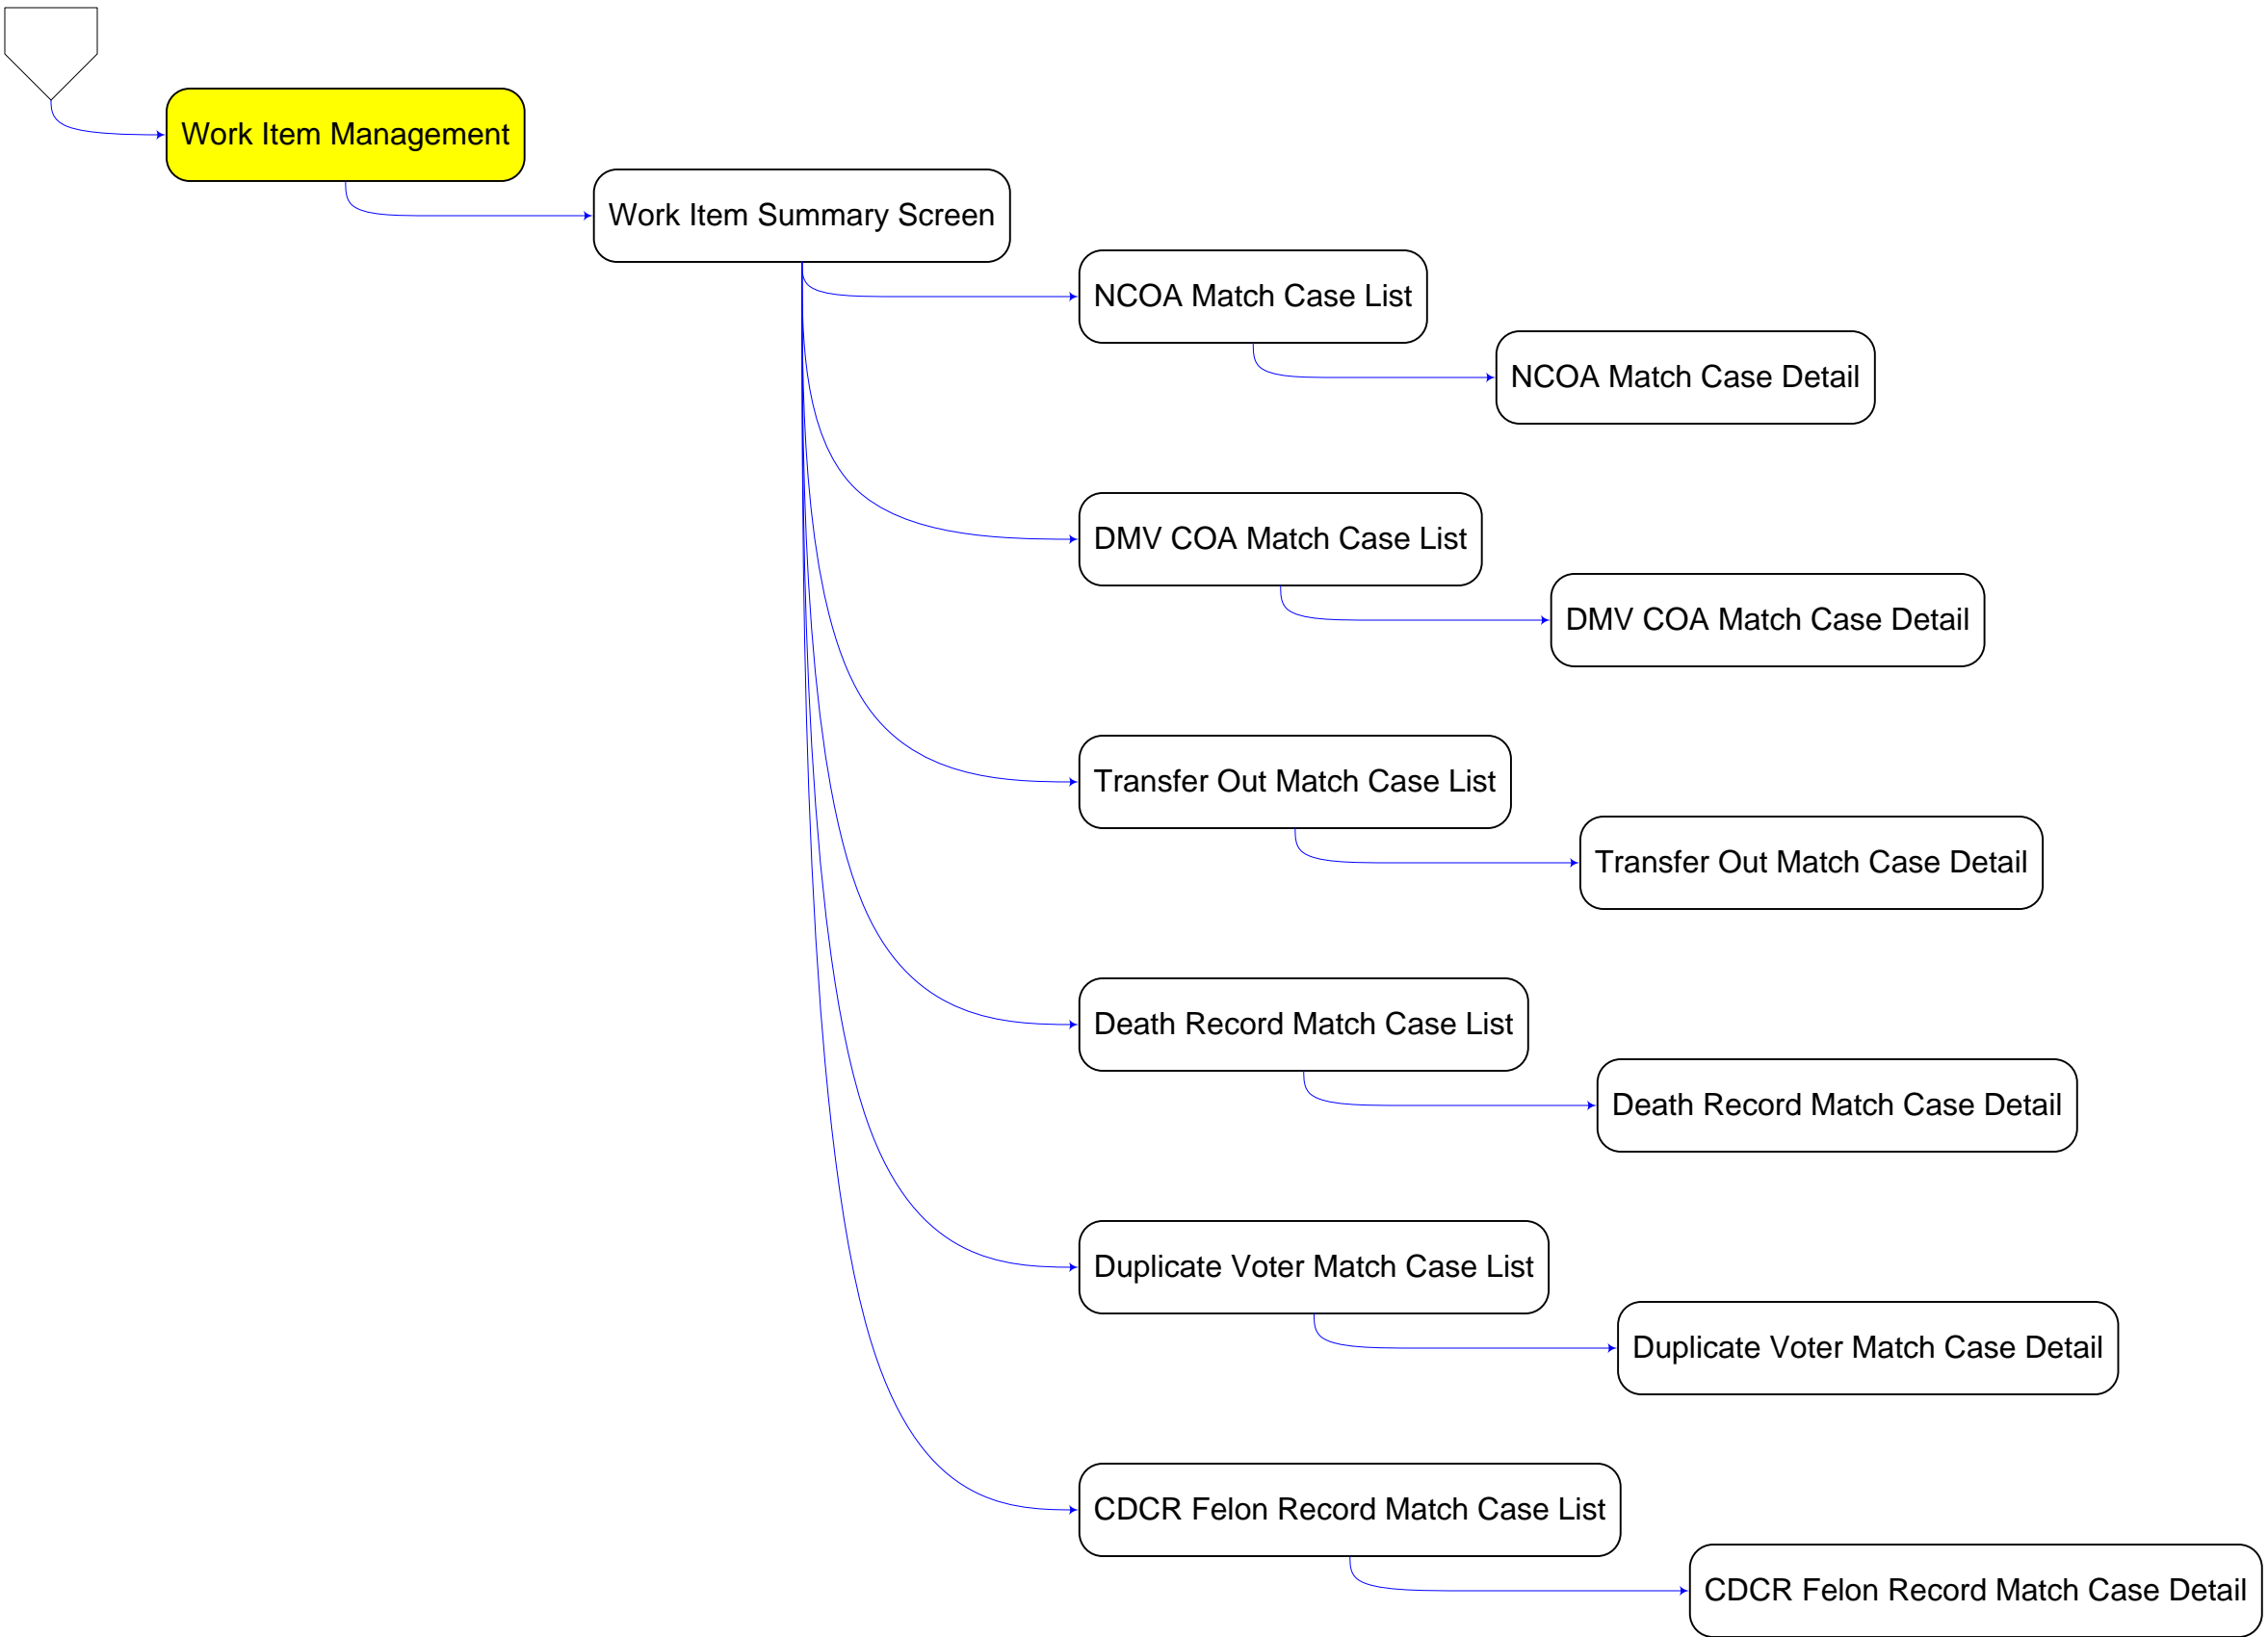 Work Item Management
Work Item Summary Screen
NCOA Match Case List
NCOA Match Case Detail
DMV COA Match Case List
DMV COA Match Case Detail
Transfer Out Match Case List
Transfer Out Match Case Detail
Death Record Match Case List
Death Record Match Case Detail
Duplicate Voter Match Case List
Duplicate Voter Match Case Detail
CDCR Felon Record Match Case List
CDCR Felon Record Match Case Detail